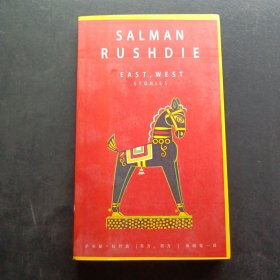 SALMAN
RUSHDIE
EAST, WEST
STORIES